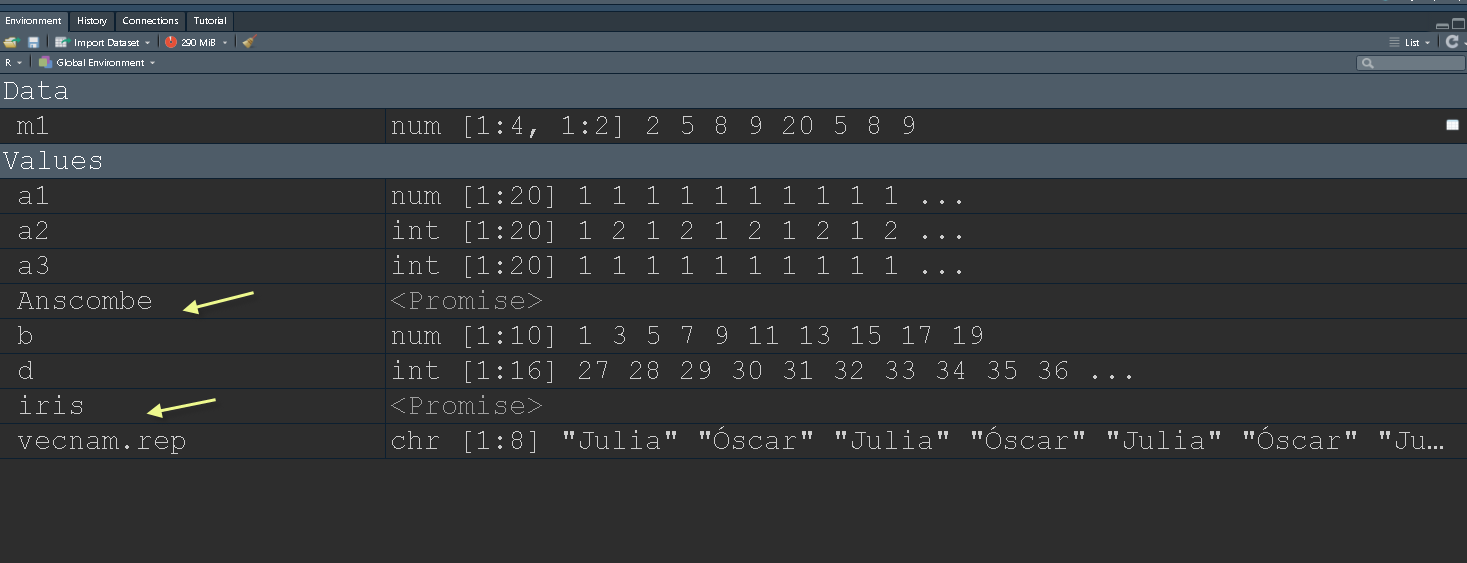 Environment History Connections Tutorial
Import Dataset 290 MiB List
R Global Environment
Data
m1 num [1:4, 1:2] 2 5 8 9 20 5 8 9
Values
a1 num [1:20] 1 1 1 1 1 1 1 1 1 1 ...
a2 int [1:20] 1 2 1 2 1 2 1 2 1 2 ...
a3 int [1:20] 1 1 1 1 1 1 1 1 1 1 ...
Anscombe <Promise>
b num [1:10] 1 3 5 7 9 11 13 15 17 19
d int [1:16] 27 28 29 30 31 32 33 34 35 36 ...
iris <Promise>
vecnam.rep chr [1:8] "Julia" "Óscar" "Julia" "Óscar" "Julia" "Óscar" "Ju…